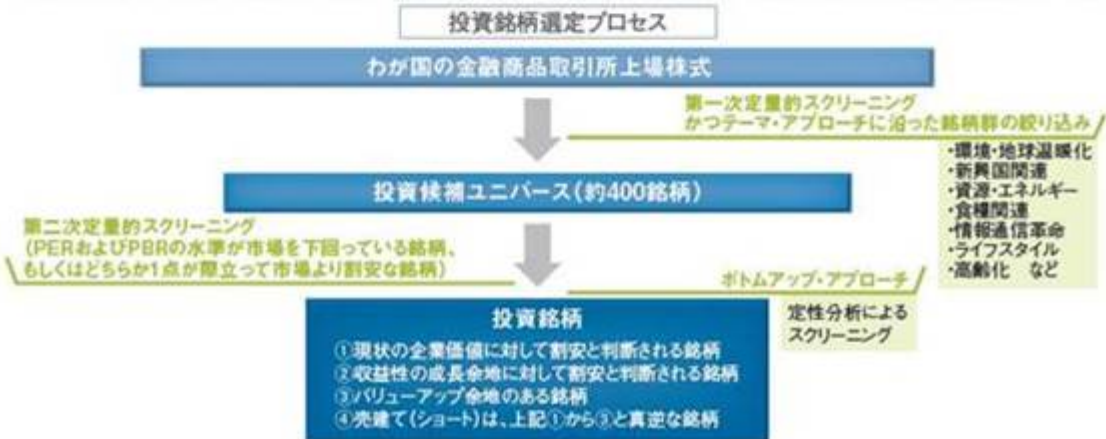 投資銘柄選定プロセス
わが国の金融商品取引所上場株式
第一次定量的スクリーニング
かつテーマ・アプローチに沿った銘柄群の絞り込み
・環境・地球温暖化
・新興国関連
・資源・エネルギー
・食糧関連
・情報通信革命
・ライフスタイル
・高齢化 など
投資候補ユニバース(約400銘柄)
第二次定量的スクリーニング
(PERおよびPBRの水準が市場を下回っている銘柄、
もしくはどちらか1点が際立って市場より割安な銘柄)
ボトムアップ・アプローチ
定性分析による
スクリーニング
投資銘柄
①現状の企業価値に対して割安と判断される銘柄
②収益性の成長余地に対して割安と判断される銘柄
③バリューアップ余地のある銘柄
④売建て(ショート)は、上記①から③と真逆な銘柄